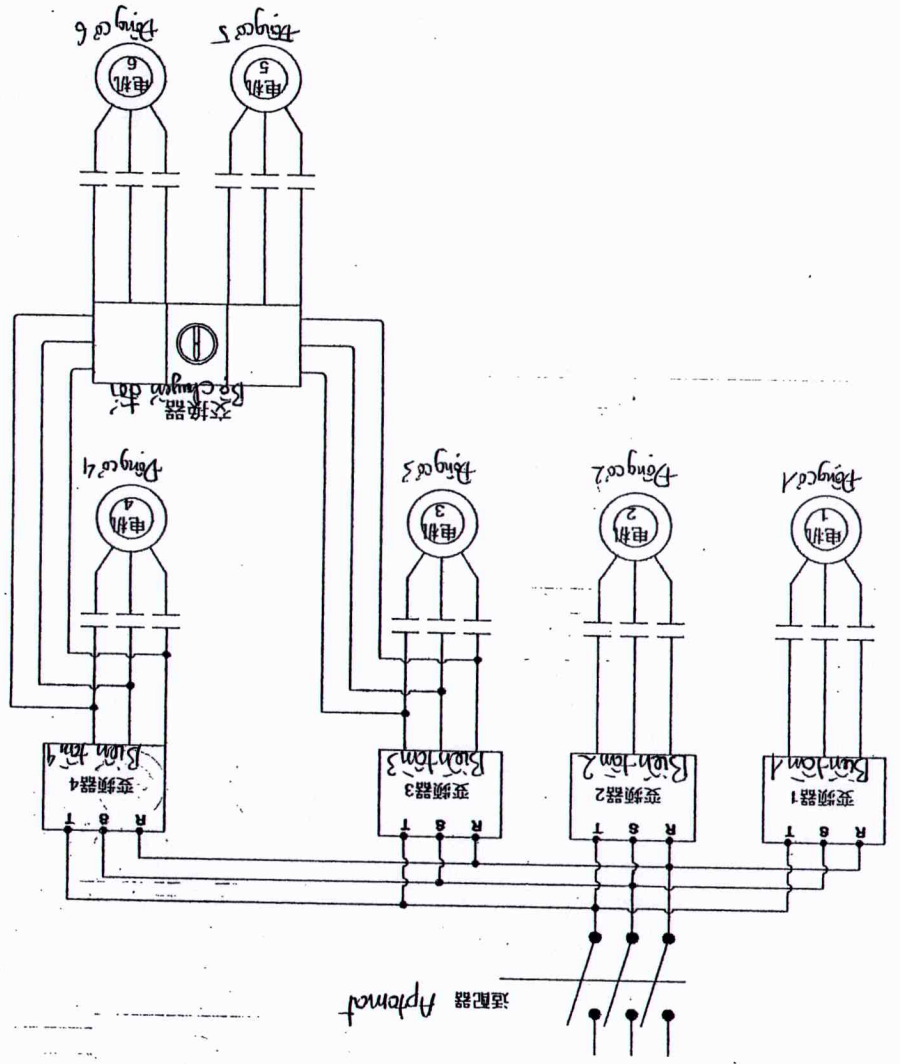 适配器 Aptomat
R S T
变频器1
Biến tần 1
R S T
变频器2
Biến tần 2
R S T
变频器3
Biến tần 3
R S T
变频器4
Biến tần 4
电机
1
Động cơ 1
电机
2
Động cơ 2
电机
3
Động cơ 3
电机
4
Động cơ 4
交换器
Bộ chuyển đổi
电机
5
Động cơ 5
电机
6
Động cơ 6